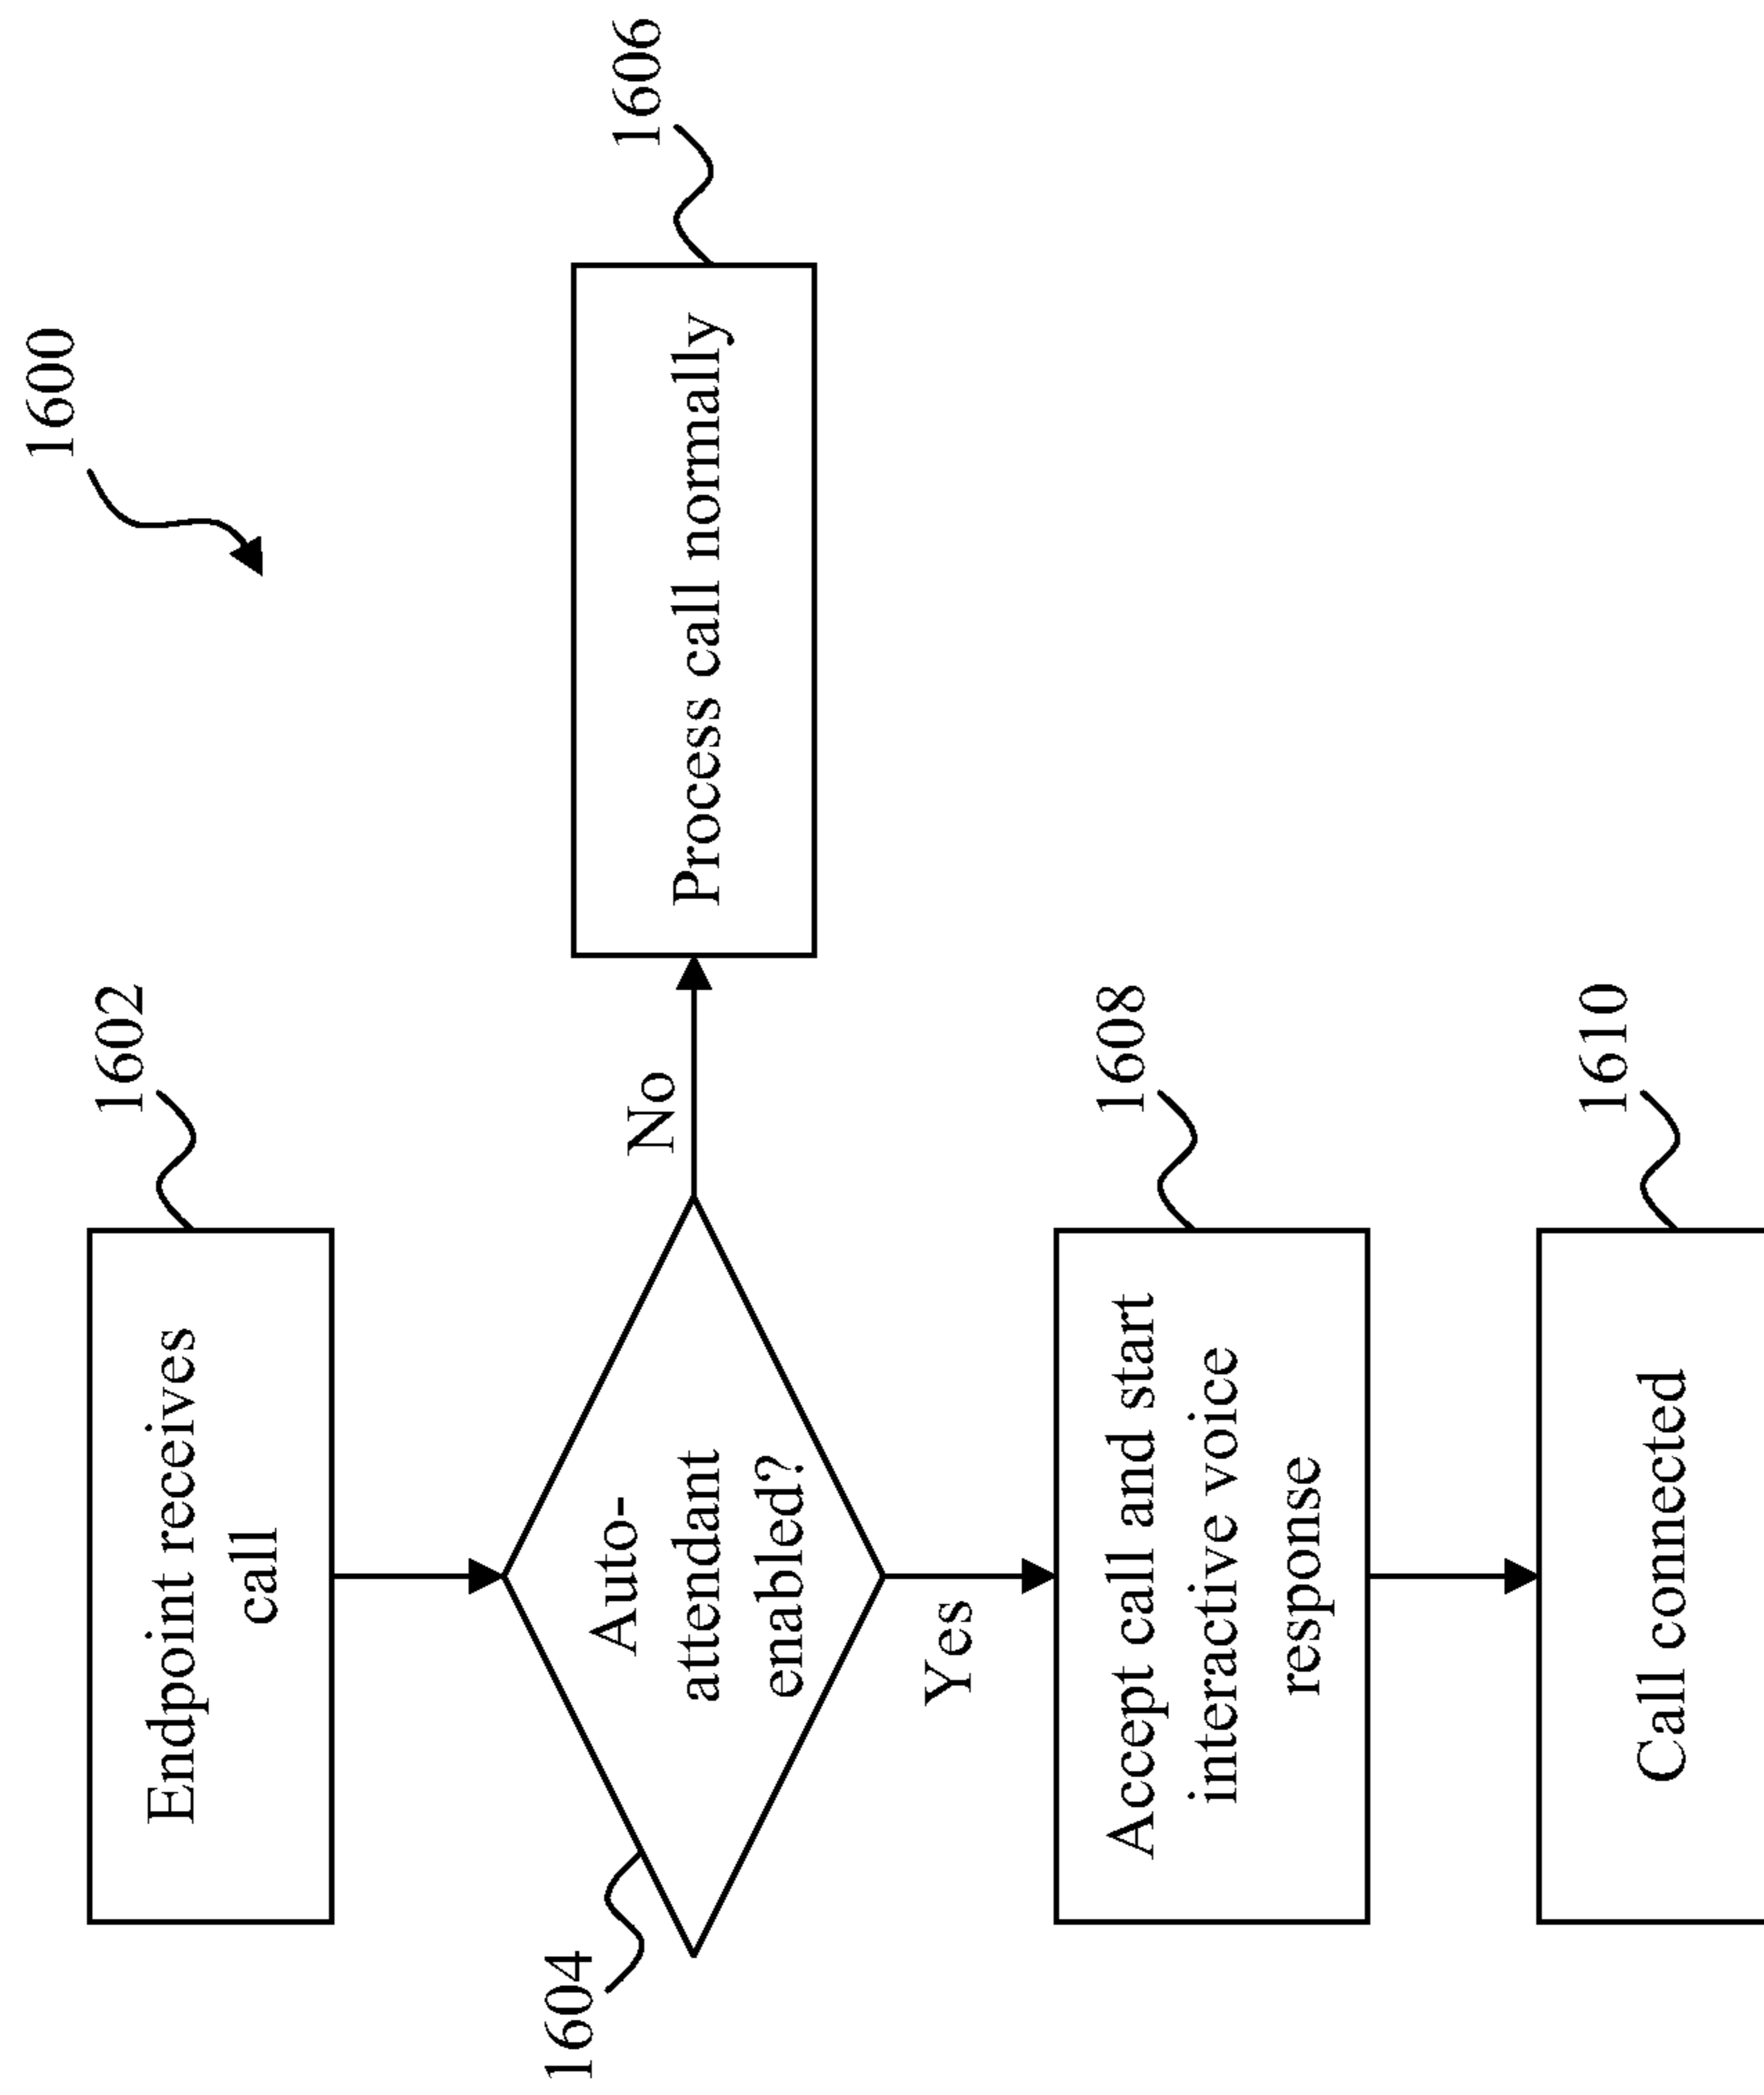 1600
Endpoint receives
call
1602
Auto-
attendant
enabled?
1604
No
Process call normally
1606
Yes
Accept call and start
interactive voice
response
1608
Call connected
1610